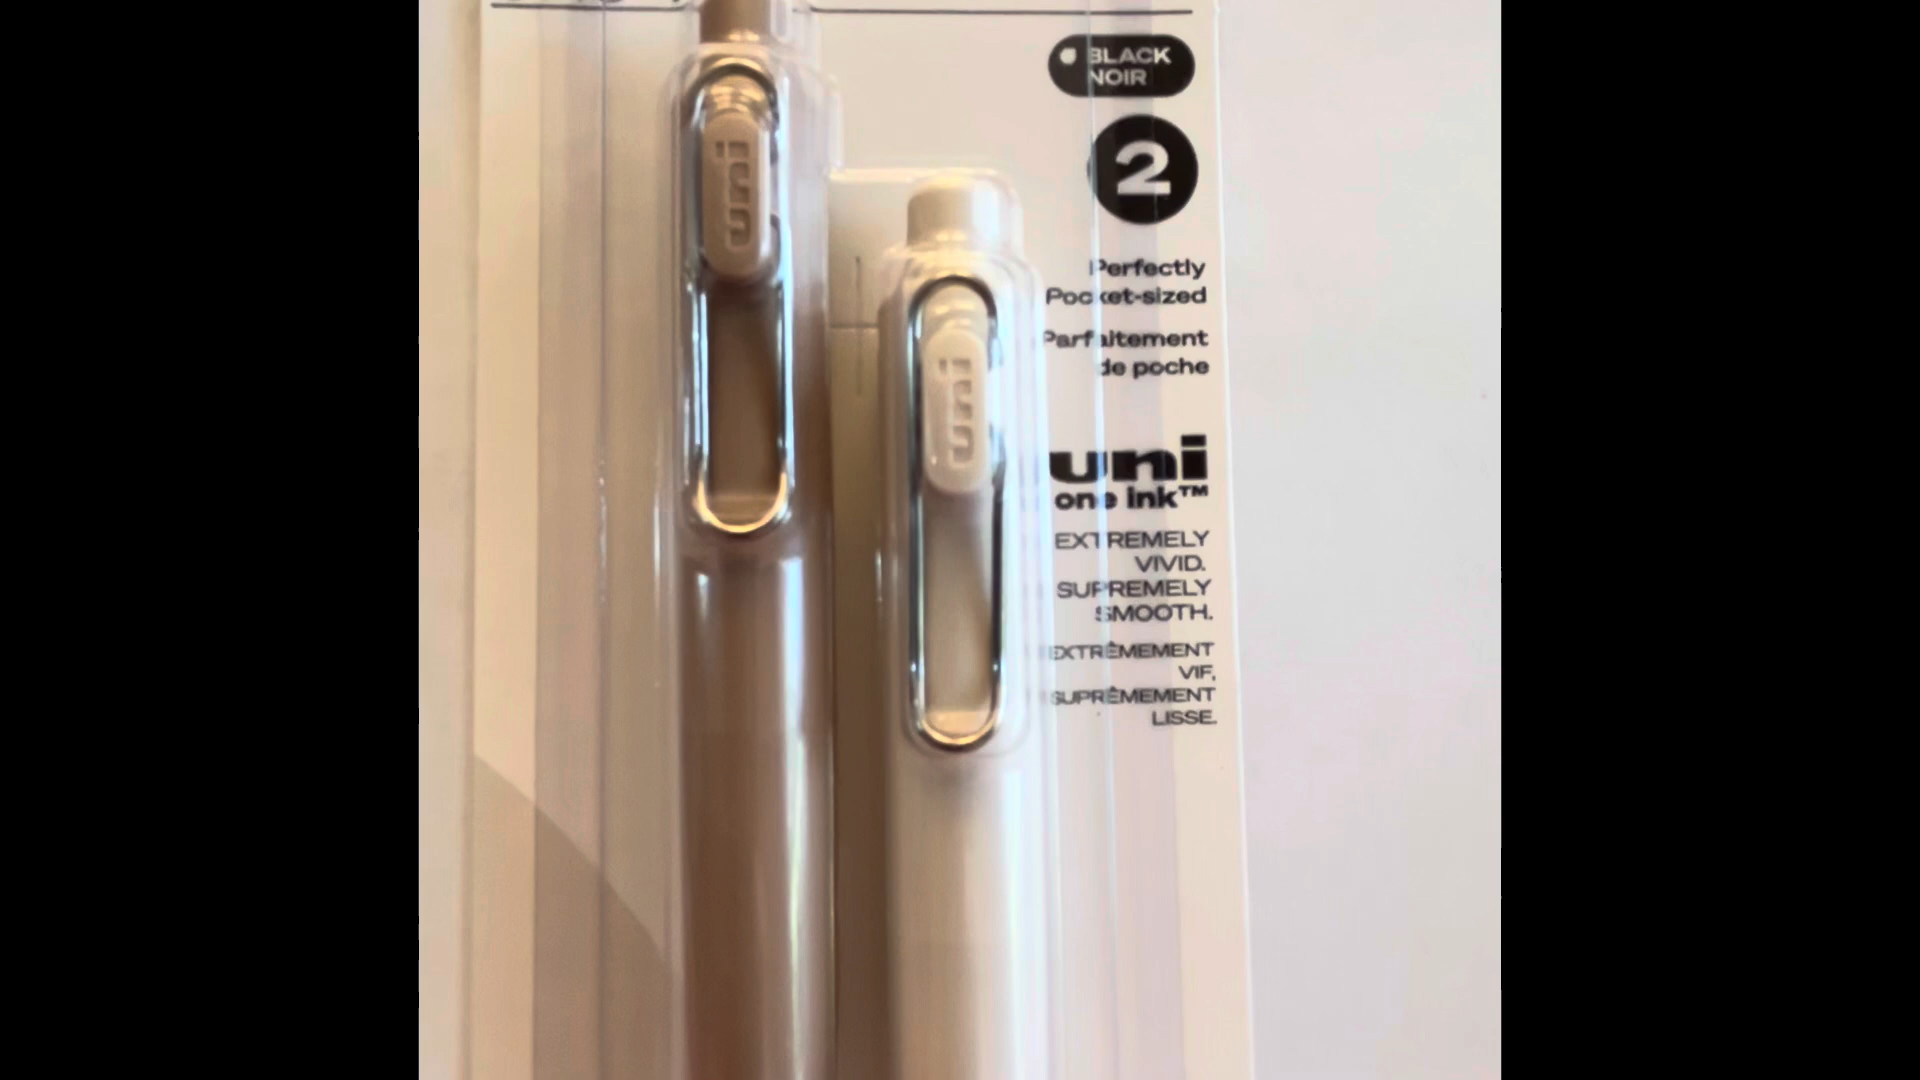 BLACK
NOIR
2
Perfectly
Pocket-sized
Parfaitement
de poche
uni
uni
uni
one ink™
EXTREMELY
VIVID.
SUPREMELY
SMOOTH.
EXTRÊMEMENT
VIF,
SUPRÊMEMENT
LISSE.